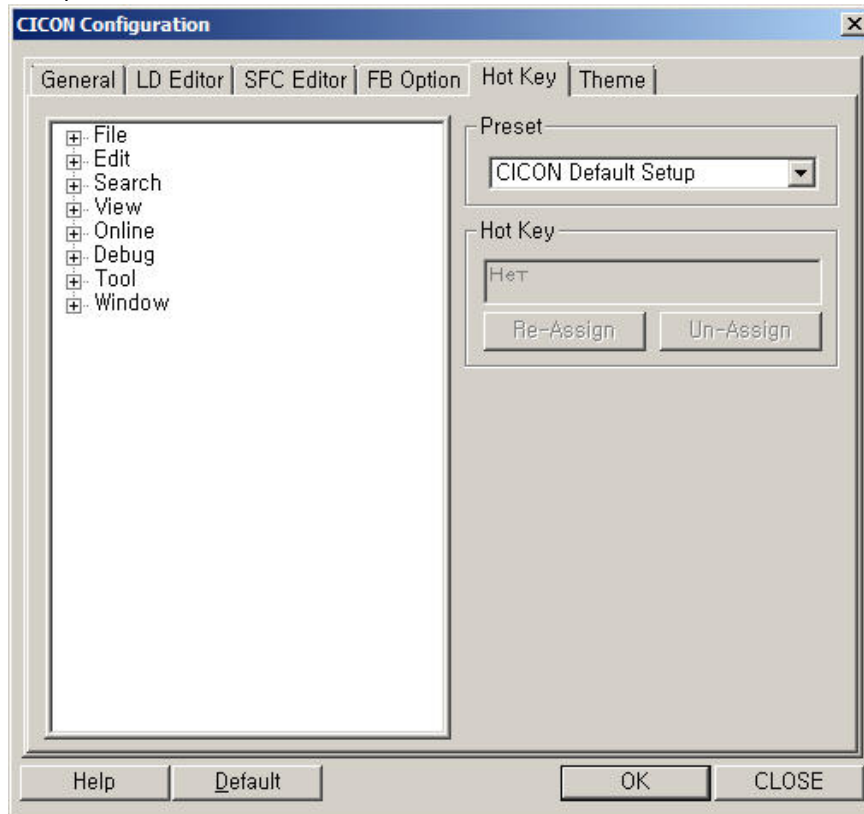 CICON Configuration
General LD Editor SFC Editor FB Option Hot Key Theme
File
Edit
Search
View
Online
Debug
Tool
Window
Preset
CICON Default Setup
Hot Key
Нет
Re-Assign Un-Assign
Help Default OK CLOSE